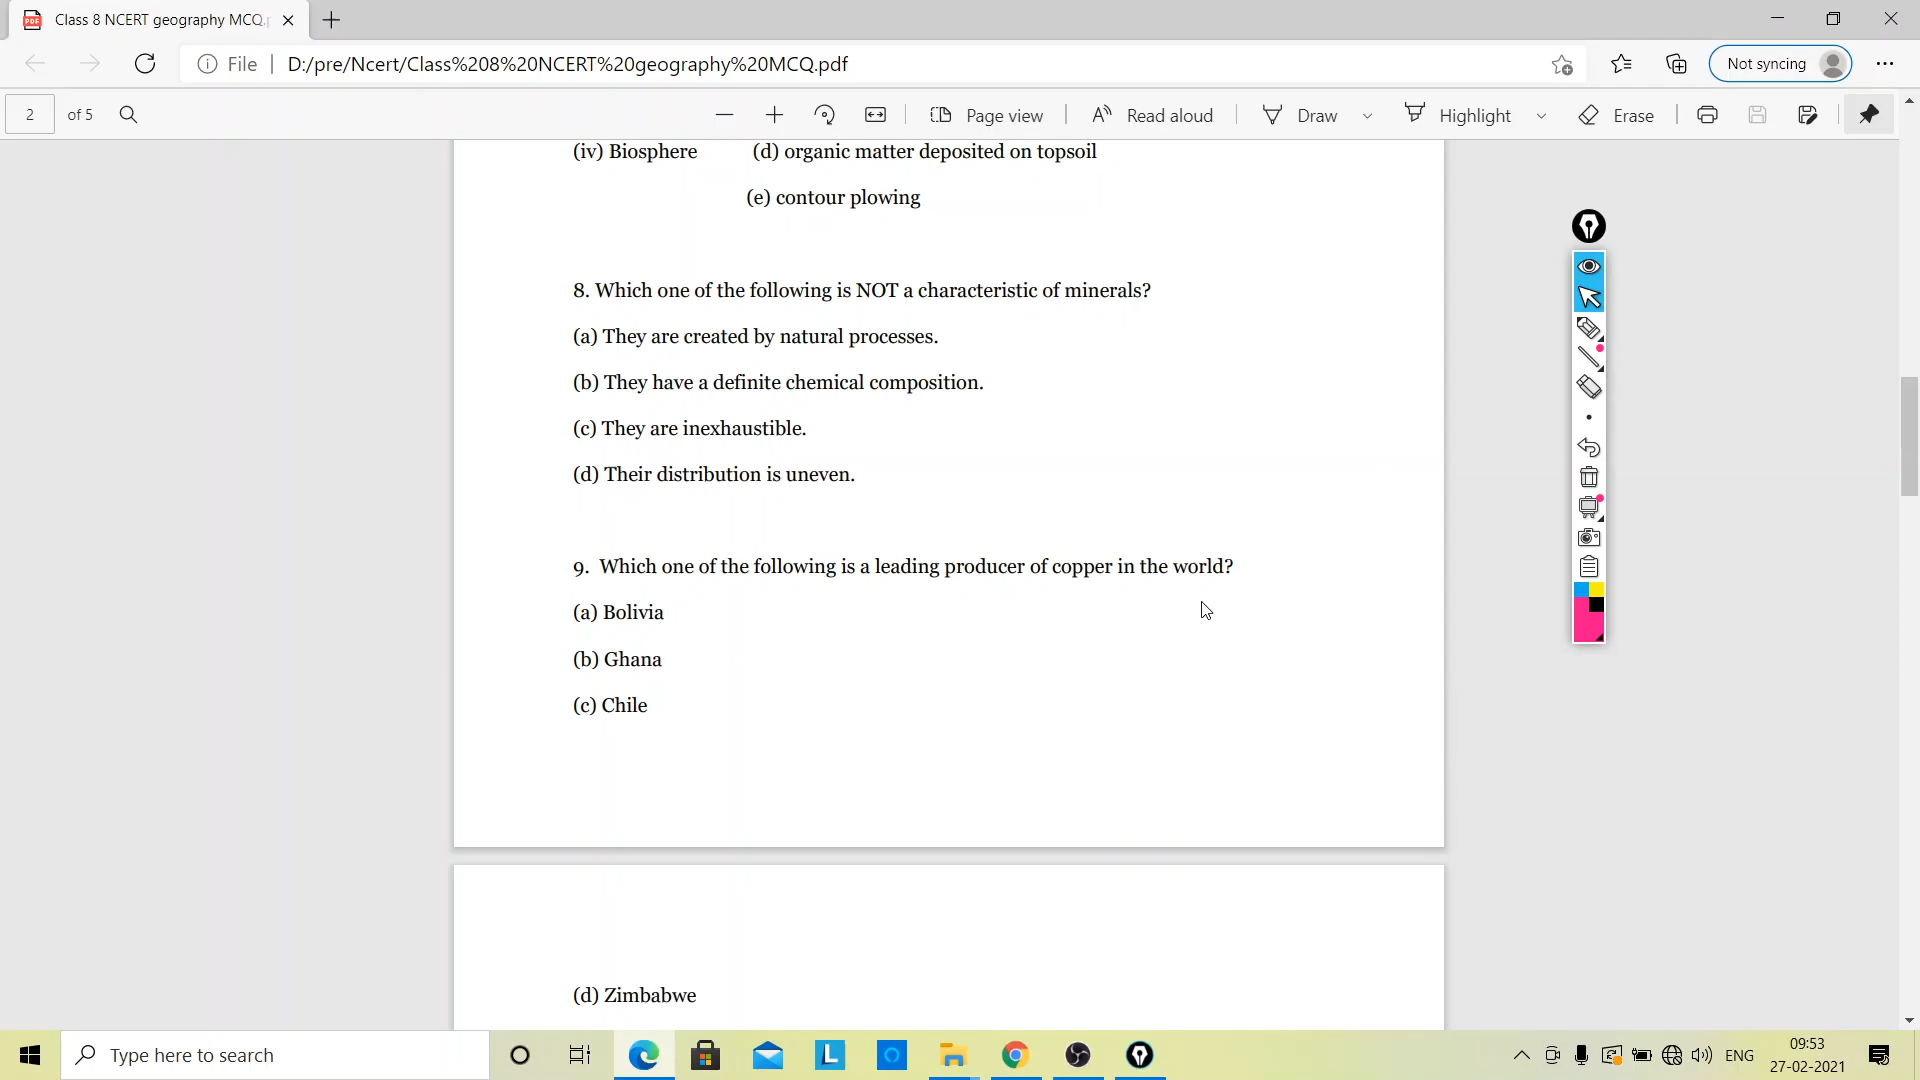 Class 8 NCERT geography MCQ.p
File
D:/pre/Ncert/Class%208%20NCERT%20geography%20MCQ.pdf
Not syncing
2 of 5
Page view
Read aloud
Draw
Highlight
Erase
(iv) Biosphere (d) organic matter deposited on topsoil
(e) contour plowing
8. Which one of the following is NOT a characteristic of minerals?
(a) They are created by natural processes.
(b) They have a definite chemical composition.
(c) They are inexhaustible.
(d) Their distribution is uneven.
9. Which one of the following is a leading producer of copper in the world?
(a) Bolivia
(b) Ghana
(c) Chile
(d) Zimbabwe
Type here to search
ENG
09:53
27-02-2021